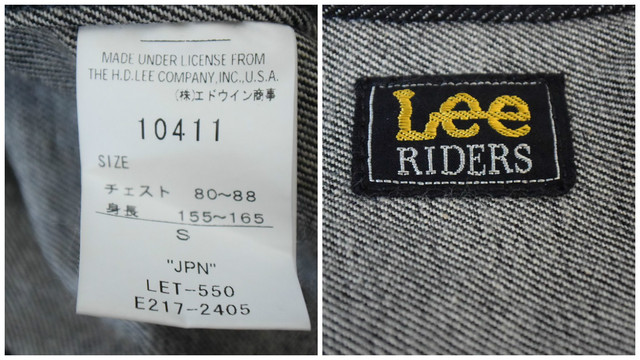 MADE UNDER LICENSE FROM
THE H.D.LEE COMPANY,INC.,U.S.A.
(株)エドウイン商事
10411
SIZE
チェスト 80〜88
身長 155〜165
S
"JPN"
LET-550
E217-2405
Lee
RIDERS